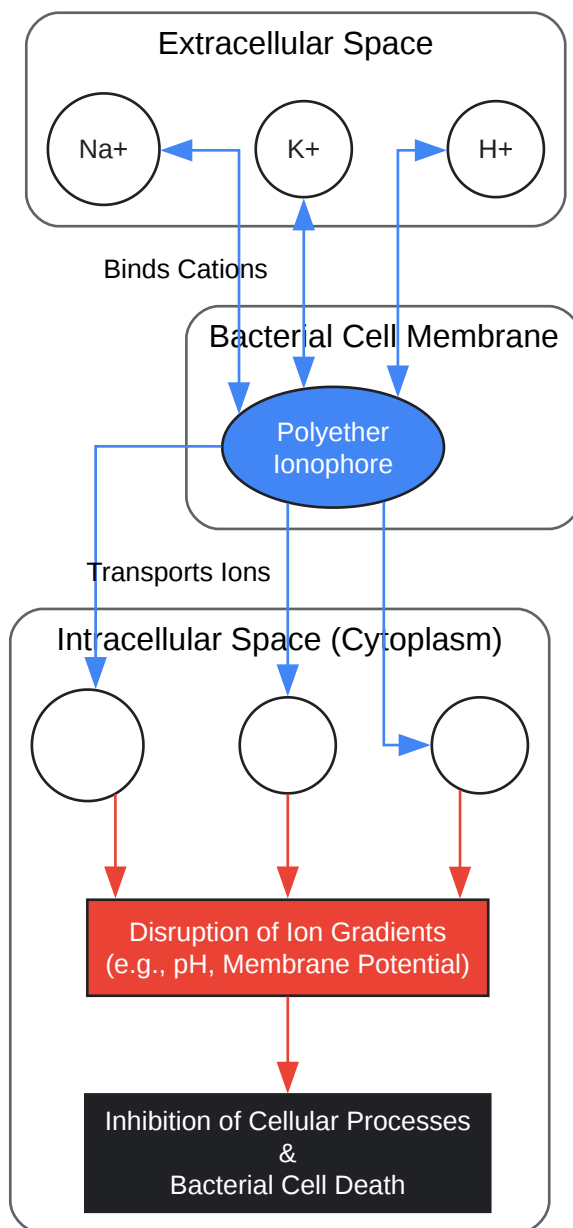 Extracellular Space
Na+
K+
H+
Binds Cations
Bacterial Cell Membrane
Polyether
Ionophore
Transports Ions
Intracellular Space (Cytoplasm)
Disruption of Ion Gradients
(e.g., pH, Membrane Potential)
Inhibition of Cellular Processes
&
Bacterial Cell Death